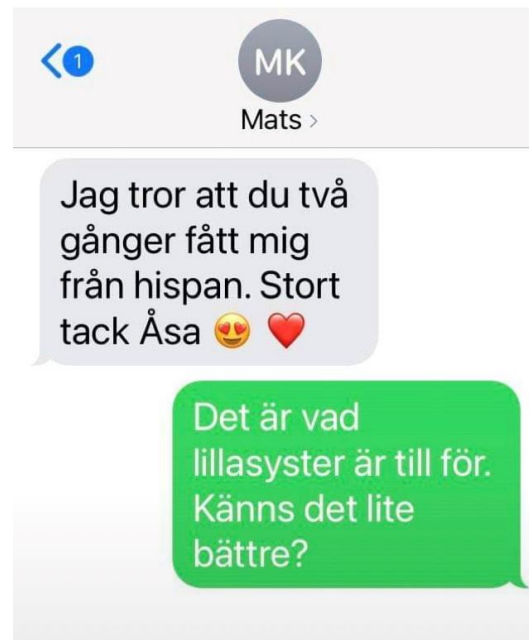 1
MK
Mats >
Jag tror att du två
gånger fått mig
från hispan. Stort
tack Åsa 😍 ❤️
Det är vad
lillasyster är till för.
Känns det lite
bättre?